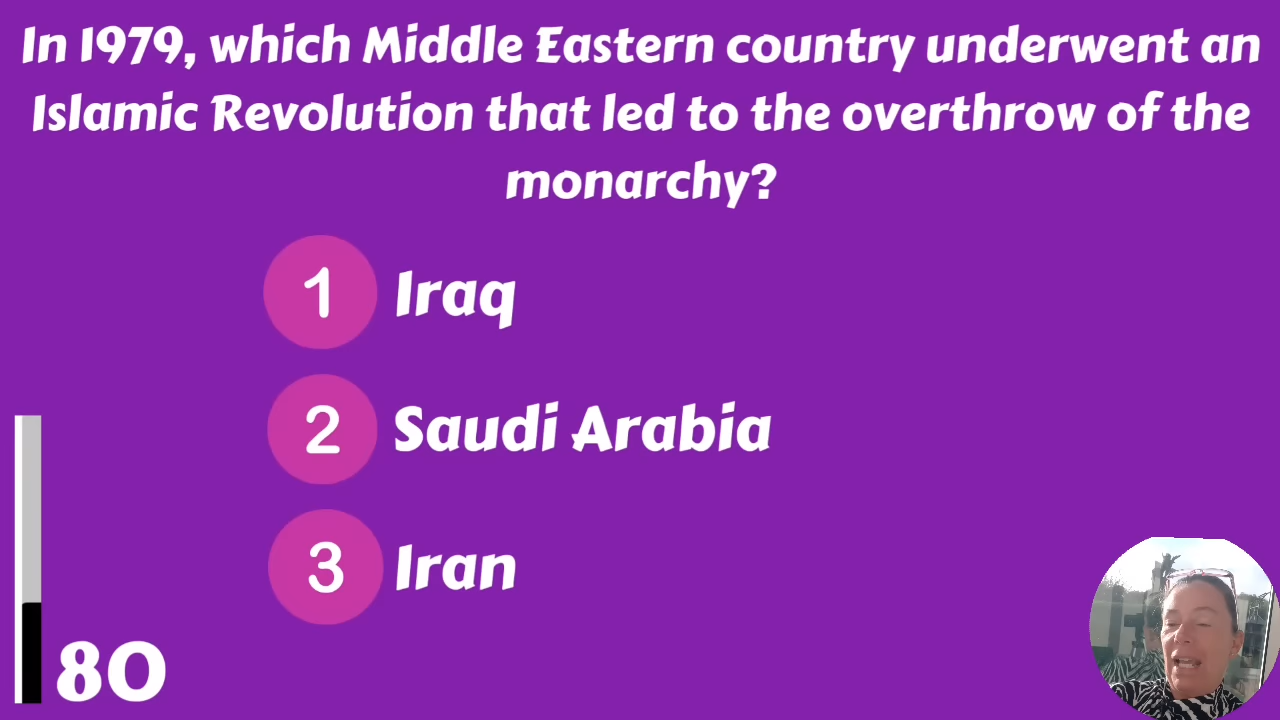 In 1979, which Middle Eastern country underwent an
Islamic Revolution that led to the overthrow of the
monarchy?
1 Iraq
2 Saudi Arabia
3 Iran
80